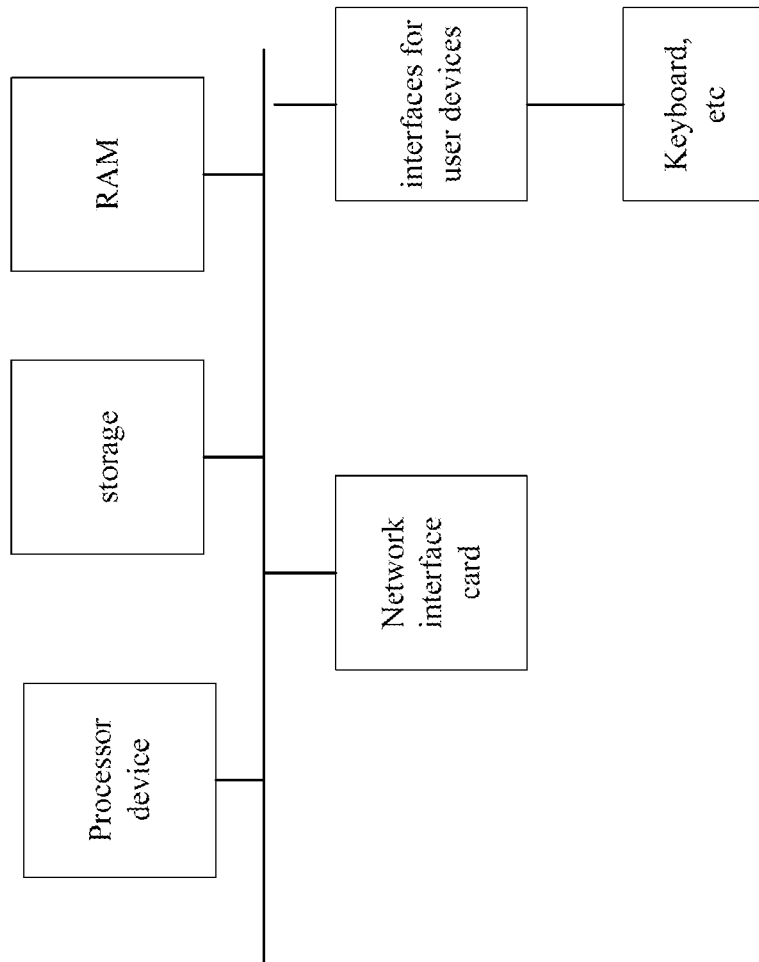 Processor
device
storage
RAM
Network
interface
card
interfaces for
user devices
Keyboard,
etc